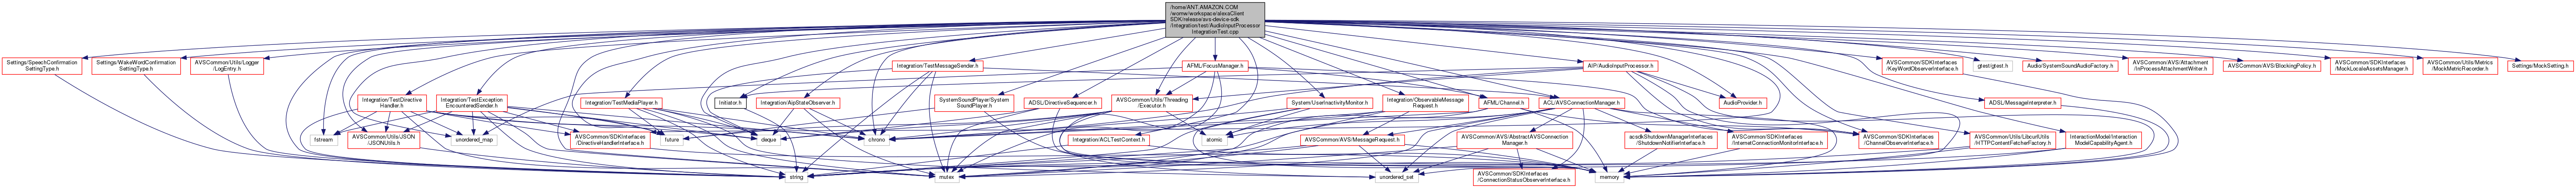 /home/ANT.AMAZON.COM
/womw/workspace/alexaClient
SDK/release/avs-device-sdk
/Integration/test/AudioInputProcessor
IntegrationTest.cpp
Settings/SpeechConfirmation
SettingType.h
Settings/WakeWordConfirmation
SettingType.h
AVSCommon/Utils/Logger
/LogEntry.h
Integration/TestMessageSender.h
AFML/FocusManager.h
AIP/AudioInputProcessor.h
AVSCommon/SDKInterfaces
/KeyWordObserverInterface.h
gtest/gtest.h
Audio/SystemSoundAudioFactory.h
AVSCommon/AVS/Attachment
/InProcessAttachmentWriter.h
AVSCommon/AVS/BlockingPolicy.h
AVSCommon/SDKInterfaces
/MockLocaleAssetsManager.h
AVSCommon/Utils/Metrics
/MockMetricRecorder.h
Settings/MockSetting.h
Integration/TestDirective
Handler.h
Integration/TestException
EncounteredSender.h
Integration/TestMediaPlayer.h
Initiator.h
Integration/AipStateObserver.h
SystemSoundPlayer/System
SoundPlayer.h
ADSL/DirectiveSequencer.h
AVSCommon/Utils/Threading
/Executor.h
System/UserInactivityMonitor.h
Integration/ObservableMessage
Request.h
AFML/Channel.h
ACL/AVSConnectionManager.h
AudioProvider.h
ADSL/MessageInterpreter.h
fstream
AVSCommon/Utils/JSON
/JSONUtils.h
unordered_map
AVSCommon/SDKInterfaces
/DirectiveHandlerInterface.h
future
deque
chrono
Integration/ACLTestContext.h
atomic
AVSCommon/AVS/MessageRequest.h
AVSCommon/AVS/AbstractAVSConnection
Manager.h
acsdkShutdownManagerInterfaces
/ShutdownNotifierInterface.h
AVSCommon/SDKInterfaces
/InternetConnectionMonitorInterface.h
AVSCommon/SDKInterfaces
/ChannelObserverInterface.h
AVSCommon/Utils/LibcurlUtils
/HTTPContentFetcherFactory.h
InteractionModel/Interaction
ModelCapabilityAgent.h
string
mutex
unordered_set
AVSCommon/SDKInterfaces
/ConnectionStatusObserverInterface.h
memory